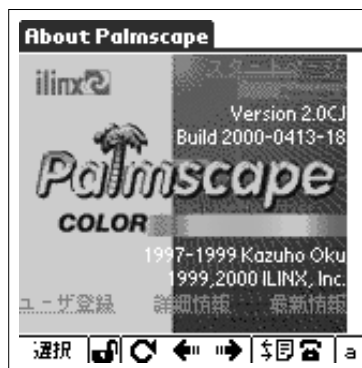 About Palmscape
ilinx
スタートページ
Version 2.0CJ
Build 2000-0413-18
Palmscape
COLOR
1997-1999 Kazuho Oku
1999,2000 ILINX, Inc.
ユーザ登録 詳細情報 最新情報
選択 a